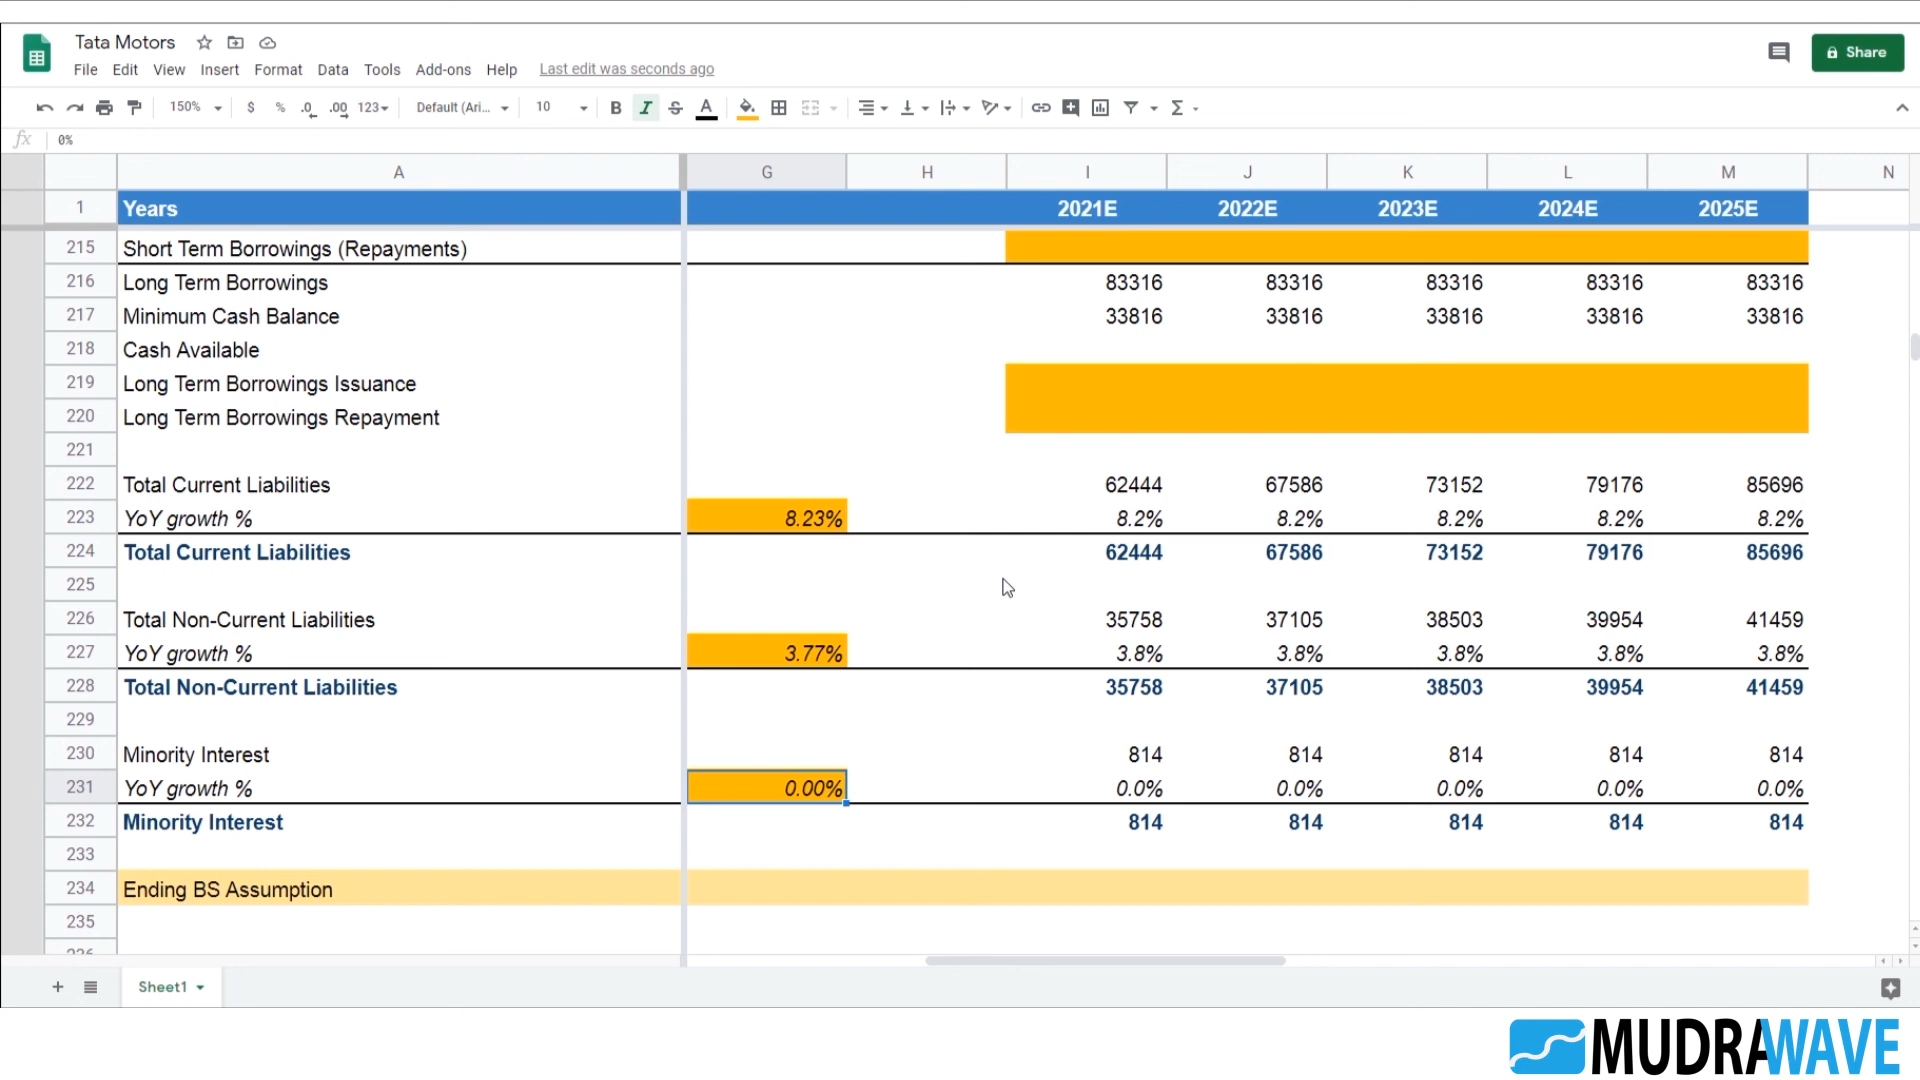 Tata Motors
File Edit View Insert Format Data Tools Add-ons Help Last edit was seconds ago
Share
150% $ % .0 .00 123 Default (Ari... 10 B I S A Σ
fx 0%
A G H I J K L M N
1 Years 2021E 2022E 2023E 2024E 2025E
215 Short Term Borrowings (Repayments)
216 Long Term Borrowings 83316 83316 83316 83316 83316
217 Minimum Cash Balance 33816 33816 33816 33816 33816
218 Cash Available
219 Long Term Borrowings Issuance
220 Long Term Borrowings Repayment
221
222 Total Current Liabilities 62444 67586 73152 79176 85696
223 YoY growth % 8.23% 8.2% 8.2% 8.2% 8.2% 8.2%
224 Total Current Liabilities 62444 67586 73152 79176 85696
225
226 Total Non-Current Liabilities 35758 37105 38503 39954 41459
227 YoY growth % 3.77% 3.8% 3.8% 3.8% 3.8% 3.8%
228 Total Non-Current Liabilities 35758 37105 38503 39954 41459
229
230 Minority Interest 814 814 814 814 814
231 YoY growth % 0.00% 0.0% 0.0% 0.0% 0.0% 0.0%
232 Minority Interest 814 814 814 814 814
233
234 Ending BS Assumption
235
Sheet1
MUDRAWAVE